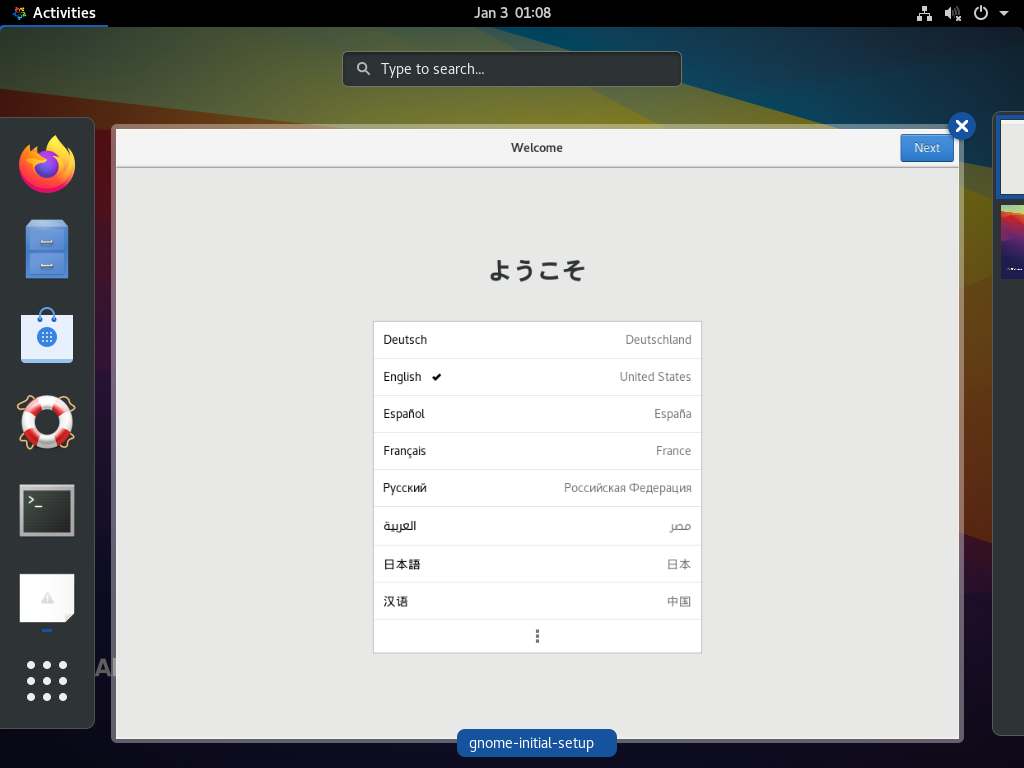 Activities
Jan 3 01:08
Type to search...
Welcome
Next
ようこそ
Deutsch Deutschland
English ✔ United States
Español España
Français France
Русский Российская Федерация
العربية مصر
日本語 日本
汉语 中国
gnome-initial-setup